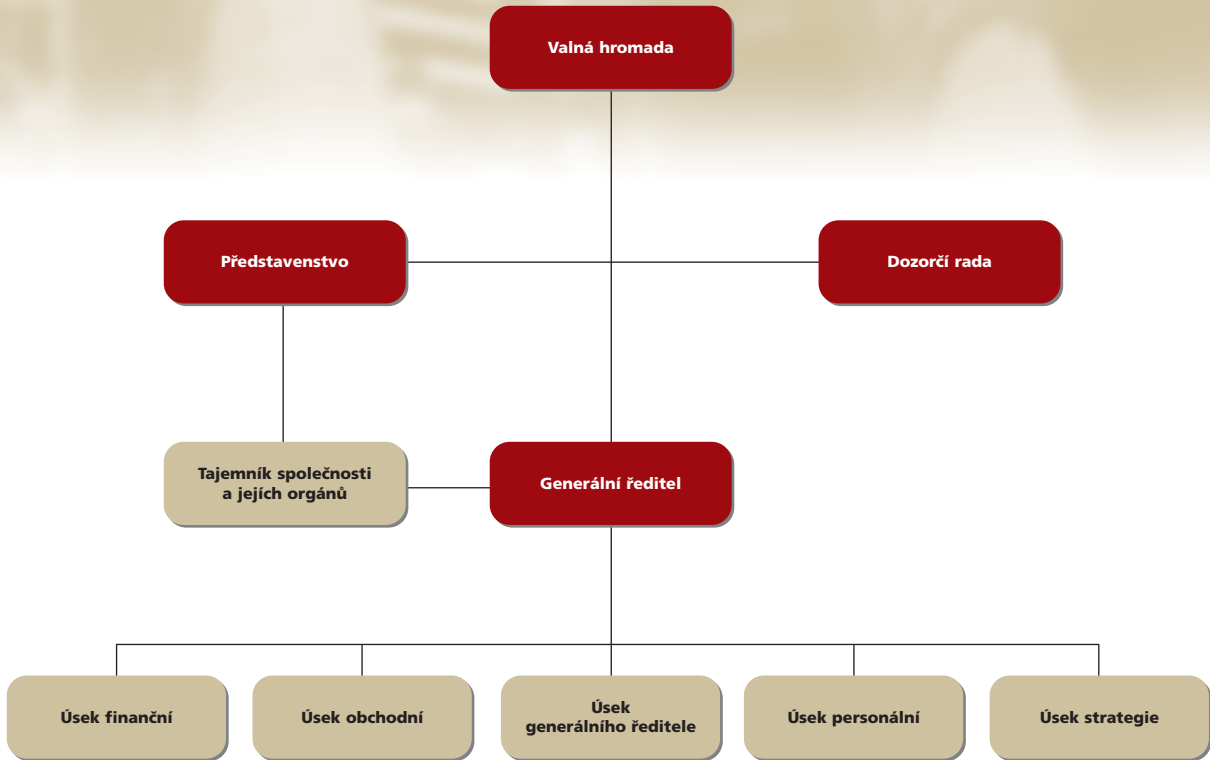 Valná hromada
Představenstvo
Dozorčí rada
Tajemník společnosti
a jejích orgánů
Generální ředitel
Úsek finanční
Úsek obchodní
Úsek
generálního ředitele
Úsek personální
Úsek strategie